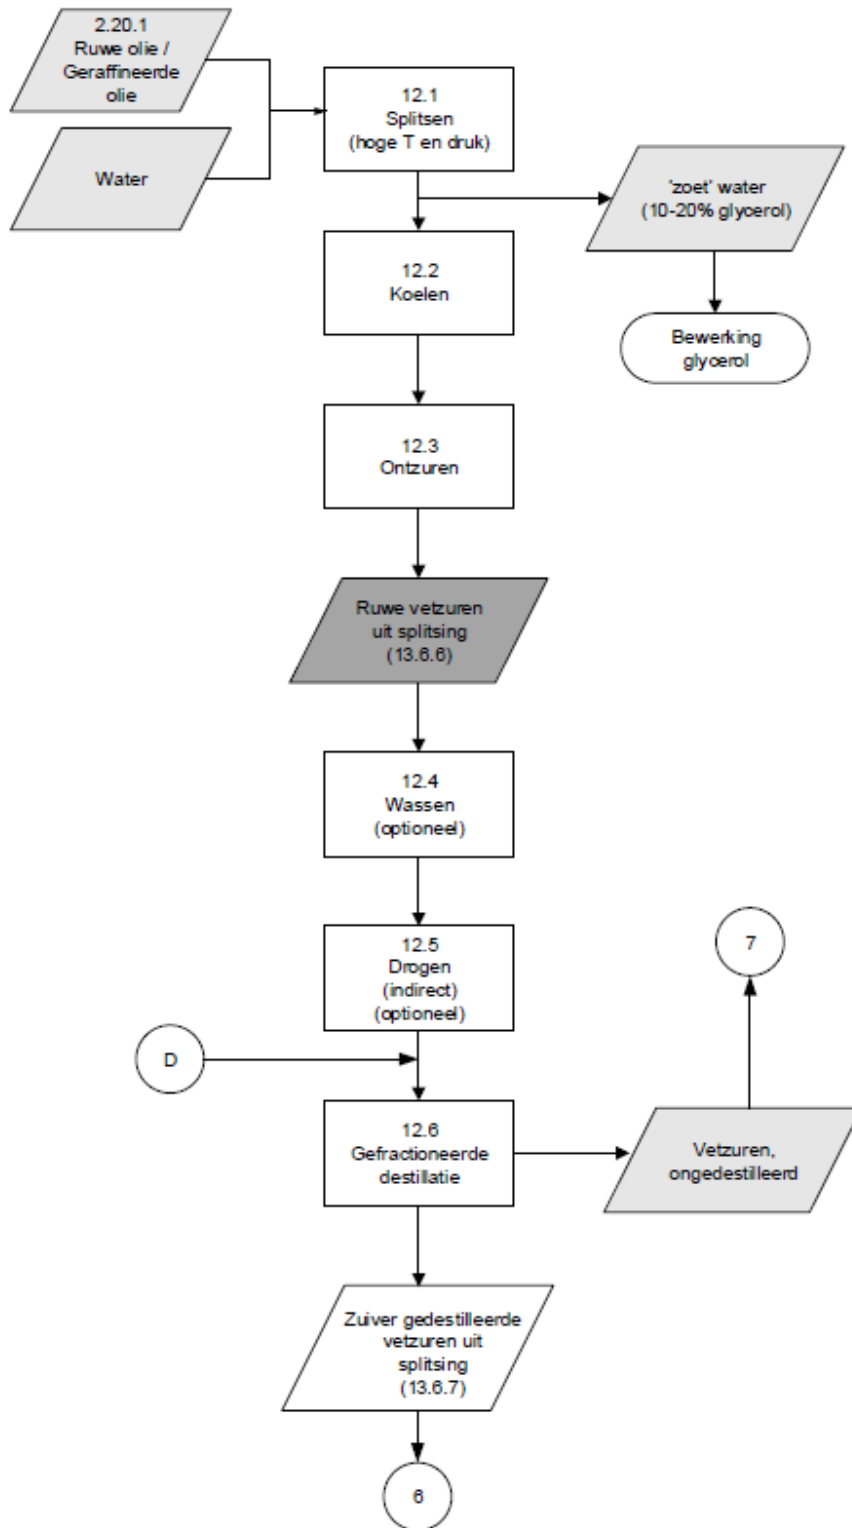 2.20.1
Ruwe olie /
Geraffineerde
olie
Water
12.1
Splitsen
(hoge T en druk)
'zoet' water
(10-20% glycerol)
12.2
Koelen
Bewerking
glycerol
12.3
Ontzuren
Ruwe vetzuren
uit splitsing
(13.6.6)
12.4
Wassen
(optioneel)
12.5
Drogen
(indirect)
(optioneel)
7
D
12.6
Gefractioneerde
destillatie
Vetzuren,
ongedestilleerd
Zuiver gedestilleerde
vetzuren uit
splitsing
(13.6.7)
6